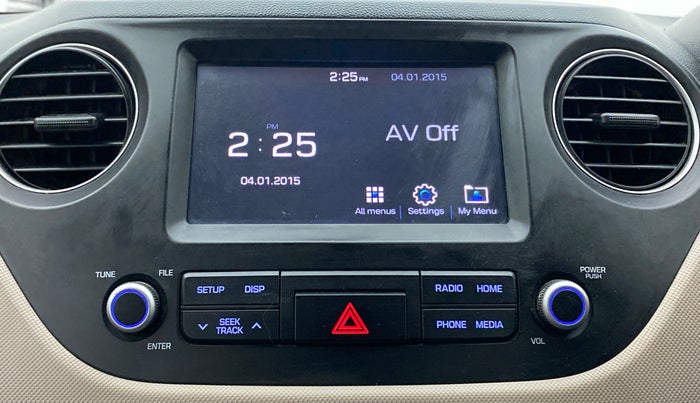 2:25 PM 04.01.2015
PM
2 : 25
AV Off
04.01.2015
All menus Settings My Menu
TUNE FILE
POWER
PUSH
SETUP DISP
RADIO HOME
SEEK
TRACK
PHONE MEDIA
ENTER
VOL